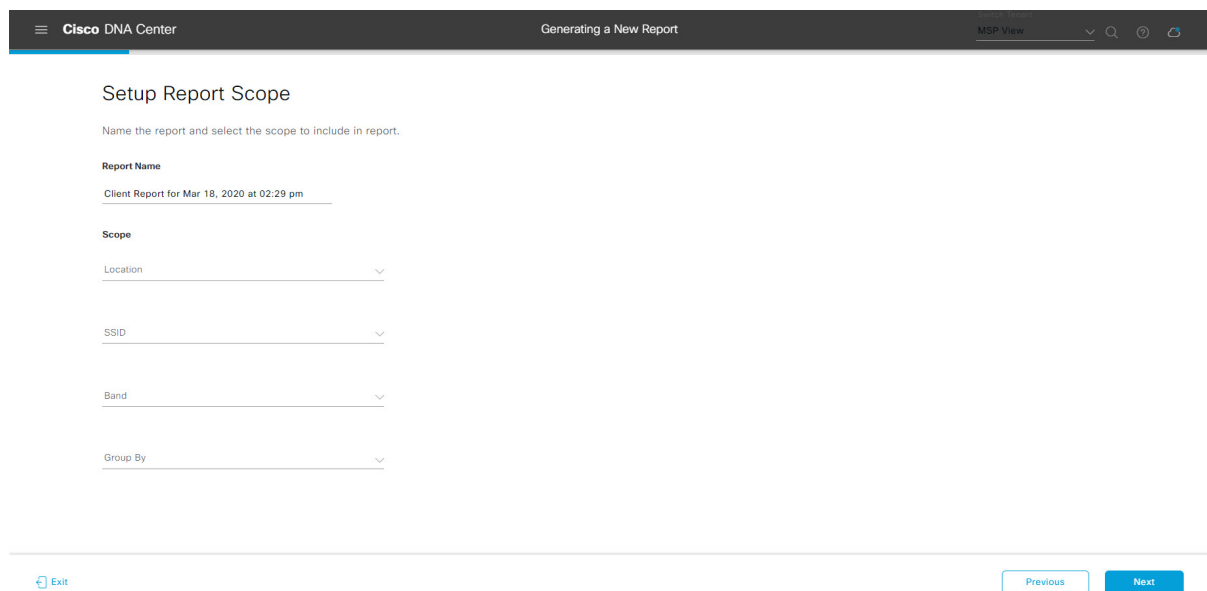 Cisco DNA Center
Generating a New Report
Switch Tenant
MSP View
Setup Report Scope
Name the report and select the scope to include in report.
Report Name
Client Report for Mar 18, 2020 at 02:29 pm
Scope
Location
SSID
Band
Group By
Exit
Previous
Next